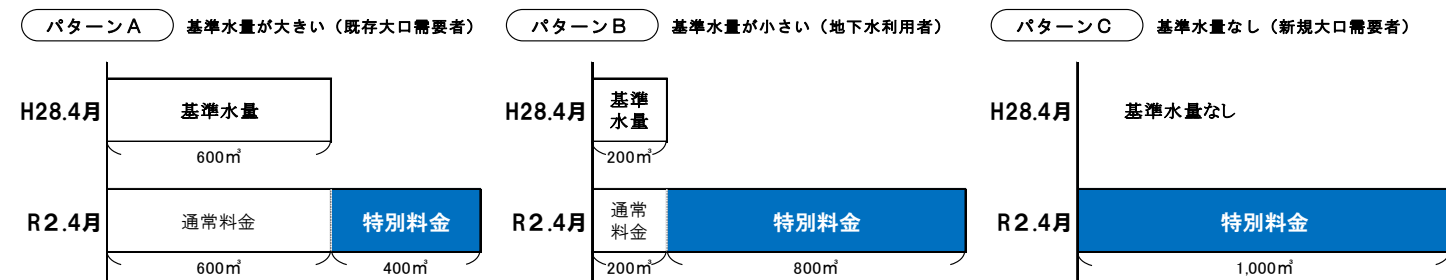 パターンA 基準水量が大きい（既存大口需要者）
H28.4月
基準水量
600㎥
R2.4月
通常料金
特別料金
600㎥
400㎥
パターンB 基準水量が小さい（地下水利用者）
H28.4月
基準
水量
200㎥
R2.4月
通常
料金
特別料金
200㎥
800㎥
パターンC 基準水量なし（新規大口需要者）
H28.4月
基準水量なし
R2.4月
特別料金
1,000㎥